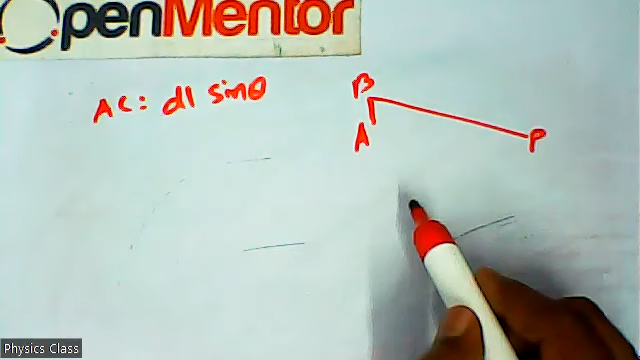 OpenMentor
AC: dl sinθ
B
A
P
Physics Class